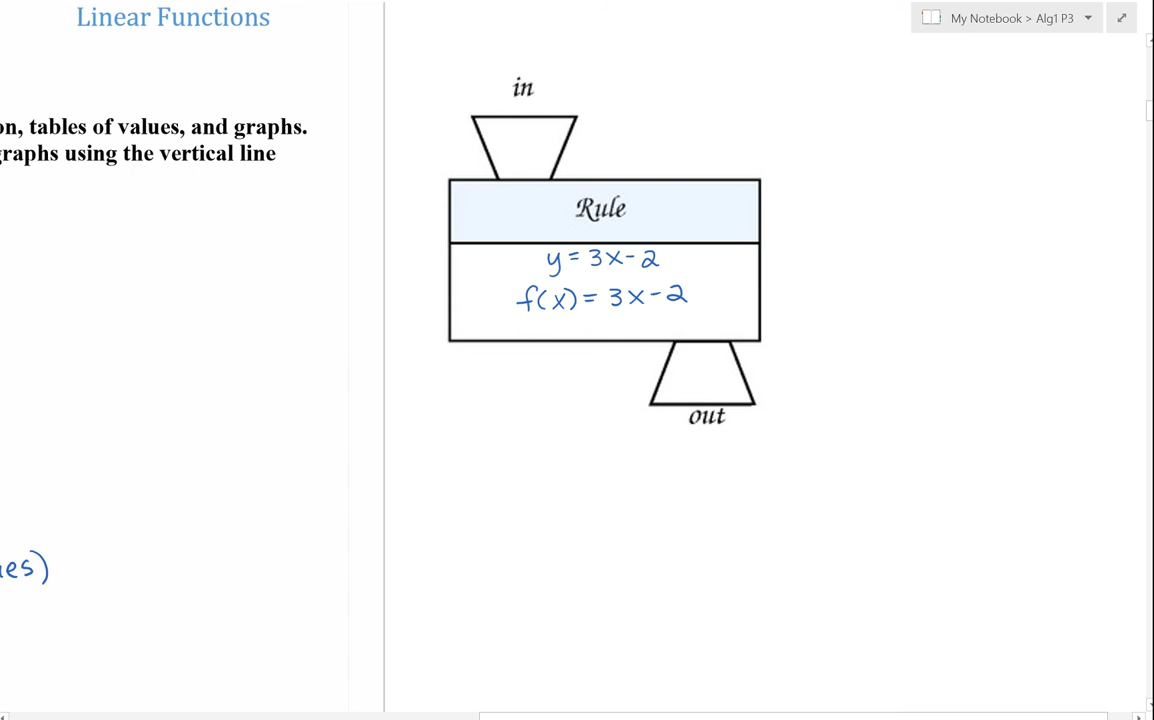 Linear Functions
My Notebook > Alg1 P3
on, tables of values, and graphs.
graphs using the vertical line
in
Rule
y = 3x-2
f(x) = 3x-2
out
es)